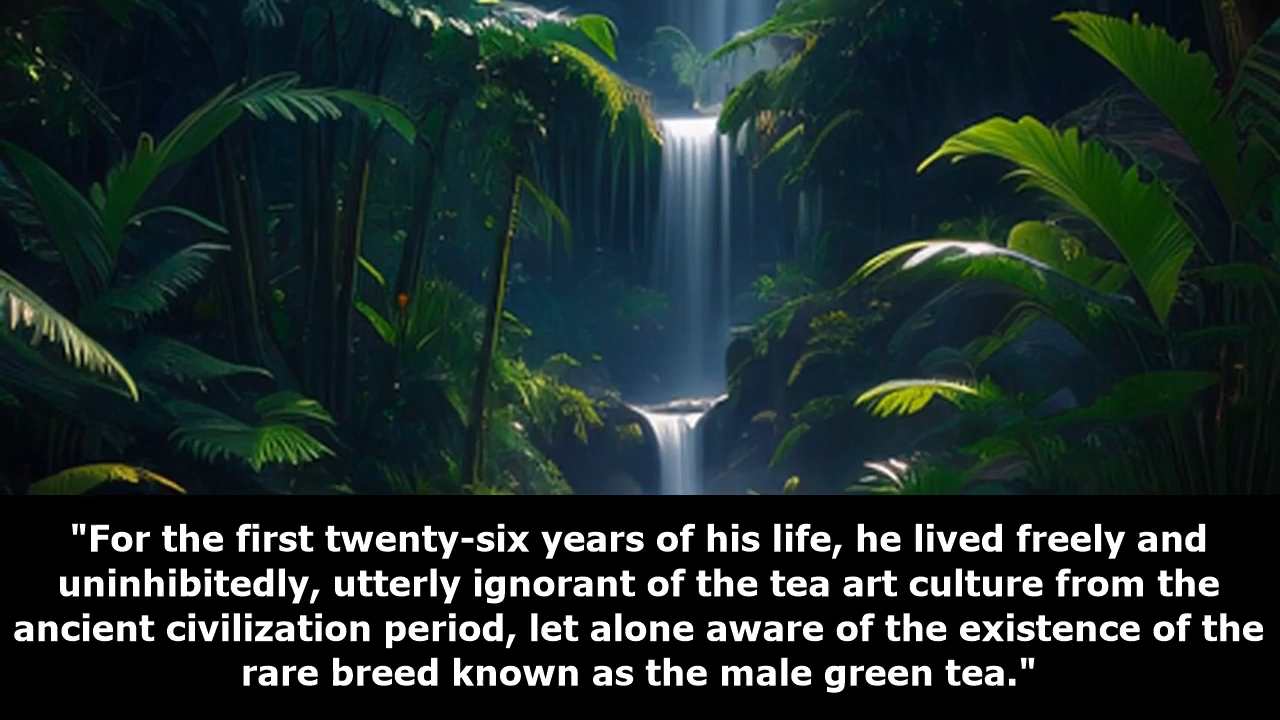 "For the first twenty-six years of his life, he lived freely and
uninhibitedly, utterly ignorant of the tea art culture from the
ancient civilization period, let alone aware of the existence of the
rare breed known as the male green tea."